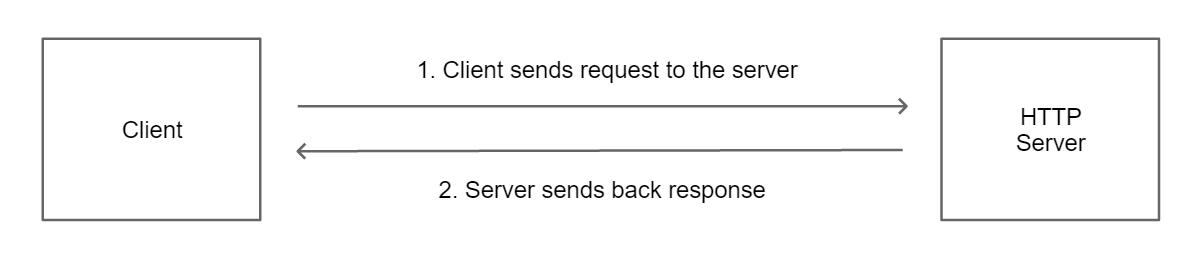 1. Client sends request to the server
Client
HTTP
Server
2. Server sends back response